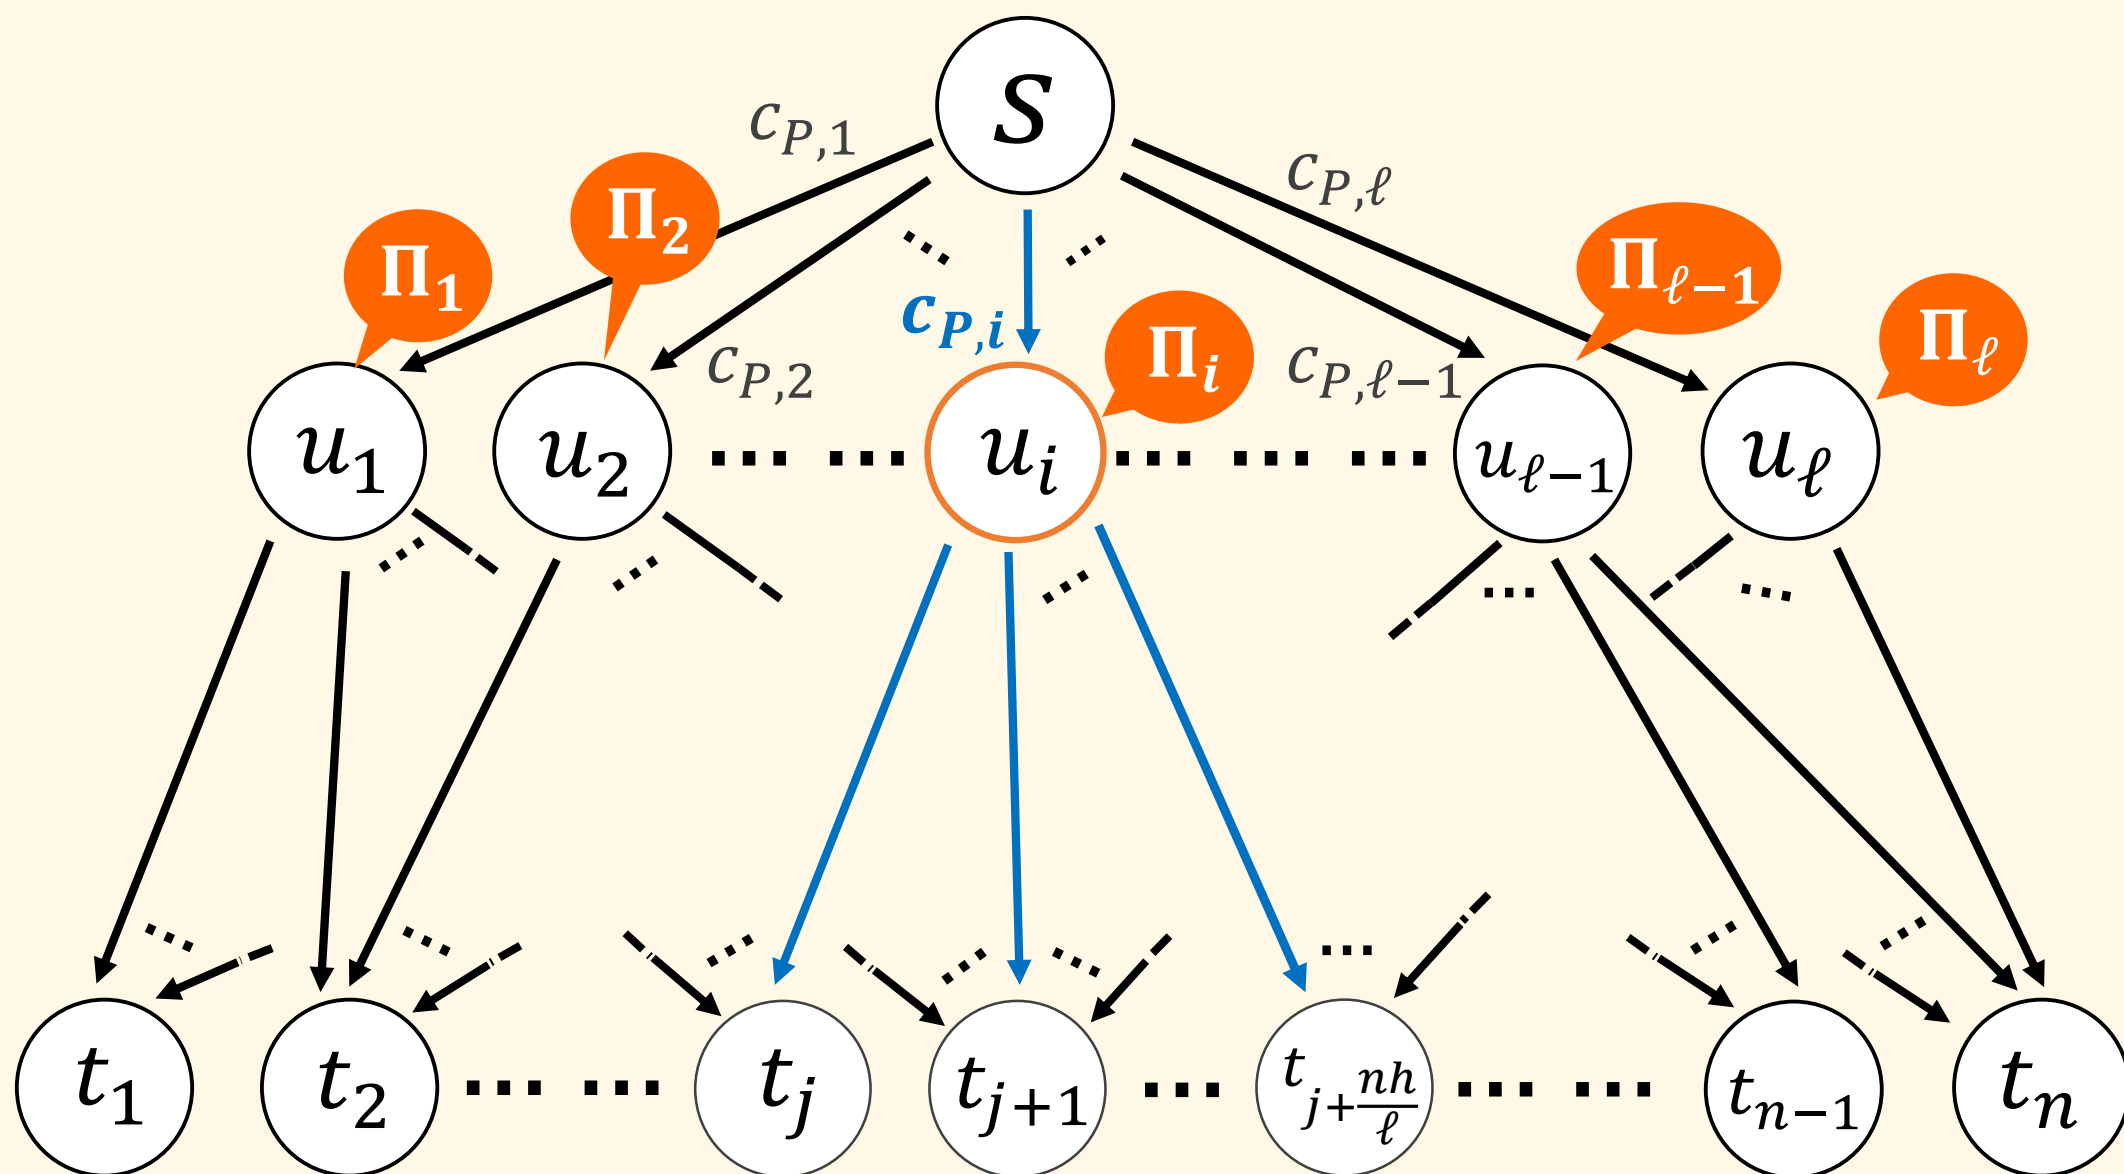 S
c_{P,1}
c_{P,ℓ}
Π_1
Π_2
c_{P,i}
Π_i
Π_{ℓ−1}
Π_ℓ
c_{P,2}
c_{P,ℓ−1}
u_1
u_2
⋯ ⋯
u_i
⋯ ⋯ ⋯
u_{ℓ−1}
u_ℓ
t_1
t_2
⋯ ⋯
t_j
t_{j+1}
⋯
t_{j+\frac{nh}{ℓ}}
⋯ ⋯
t_{n−1}
t_n